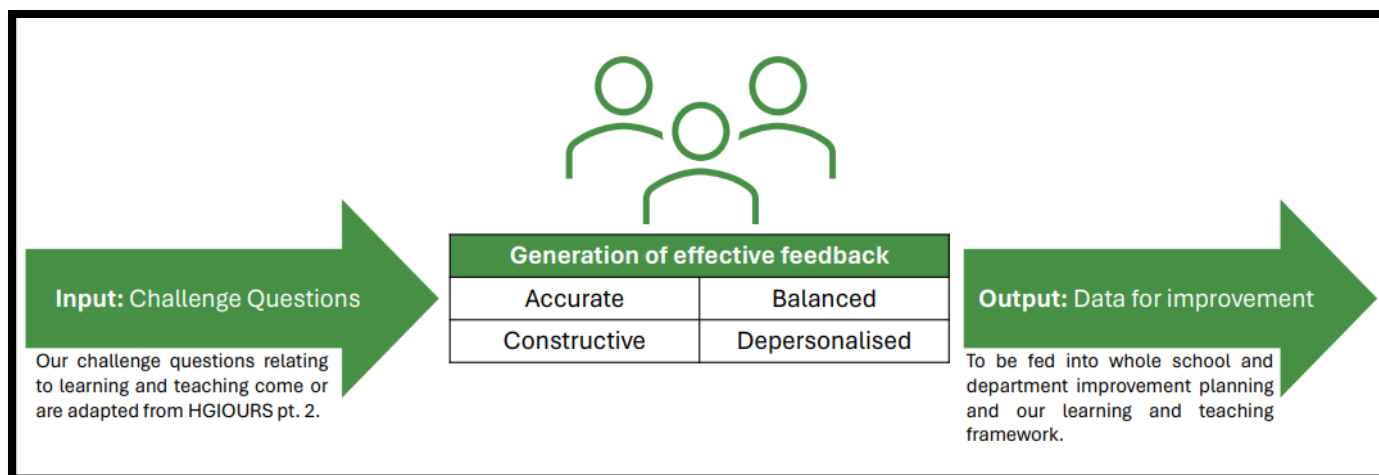 Input: Challenge Questions
Our challenge questions relating
to learning and teaching come or
are adapted from HGIOURS pt. 2.
Generation of effective feedback
Accurate Balanced
Constructive Depersonalised
Output: Data for improvement
To be fed into whole school and
department improvement planning
and our learning and teaching
framework.